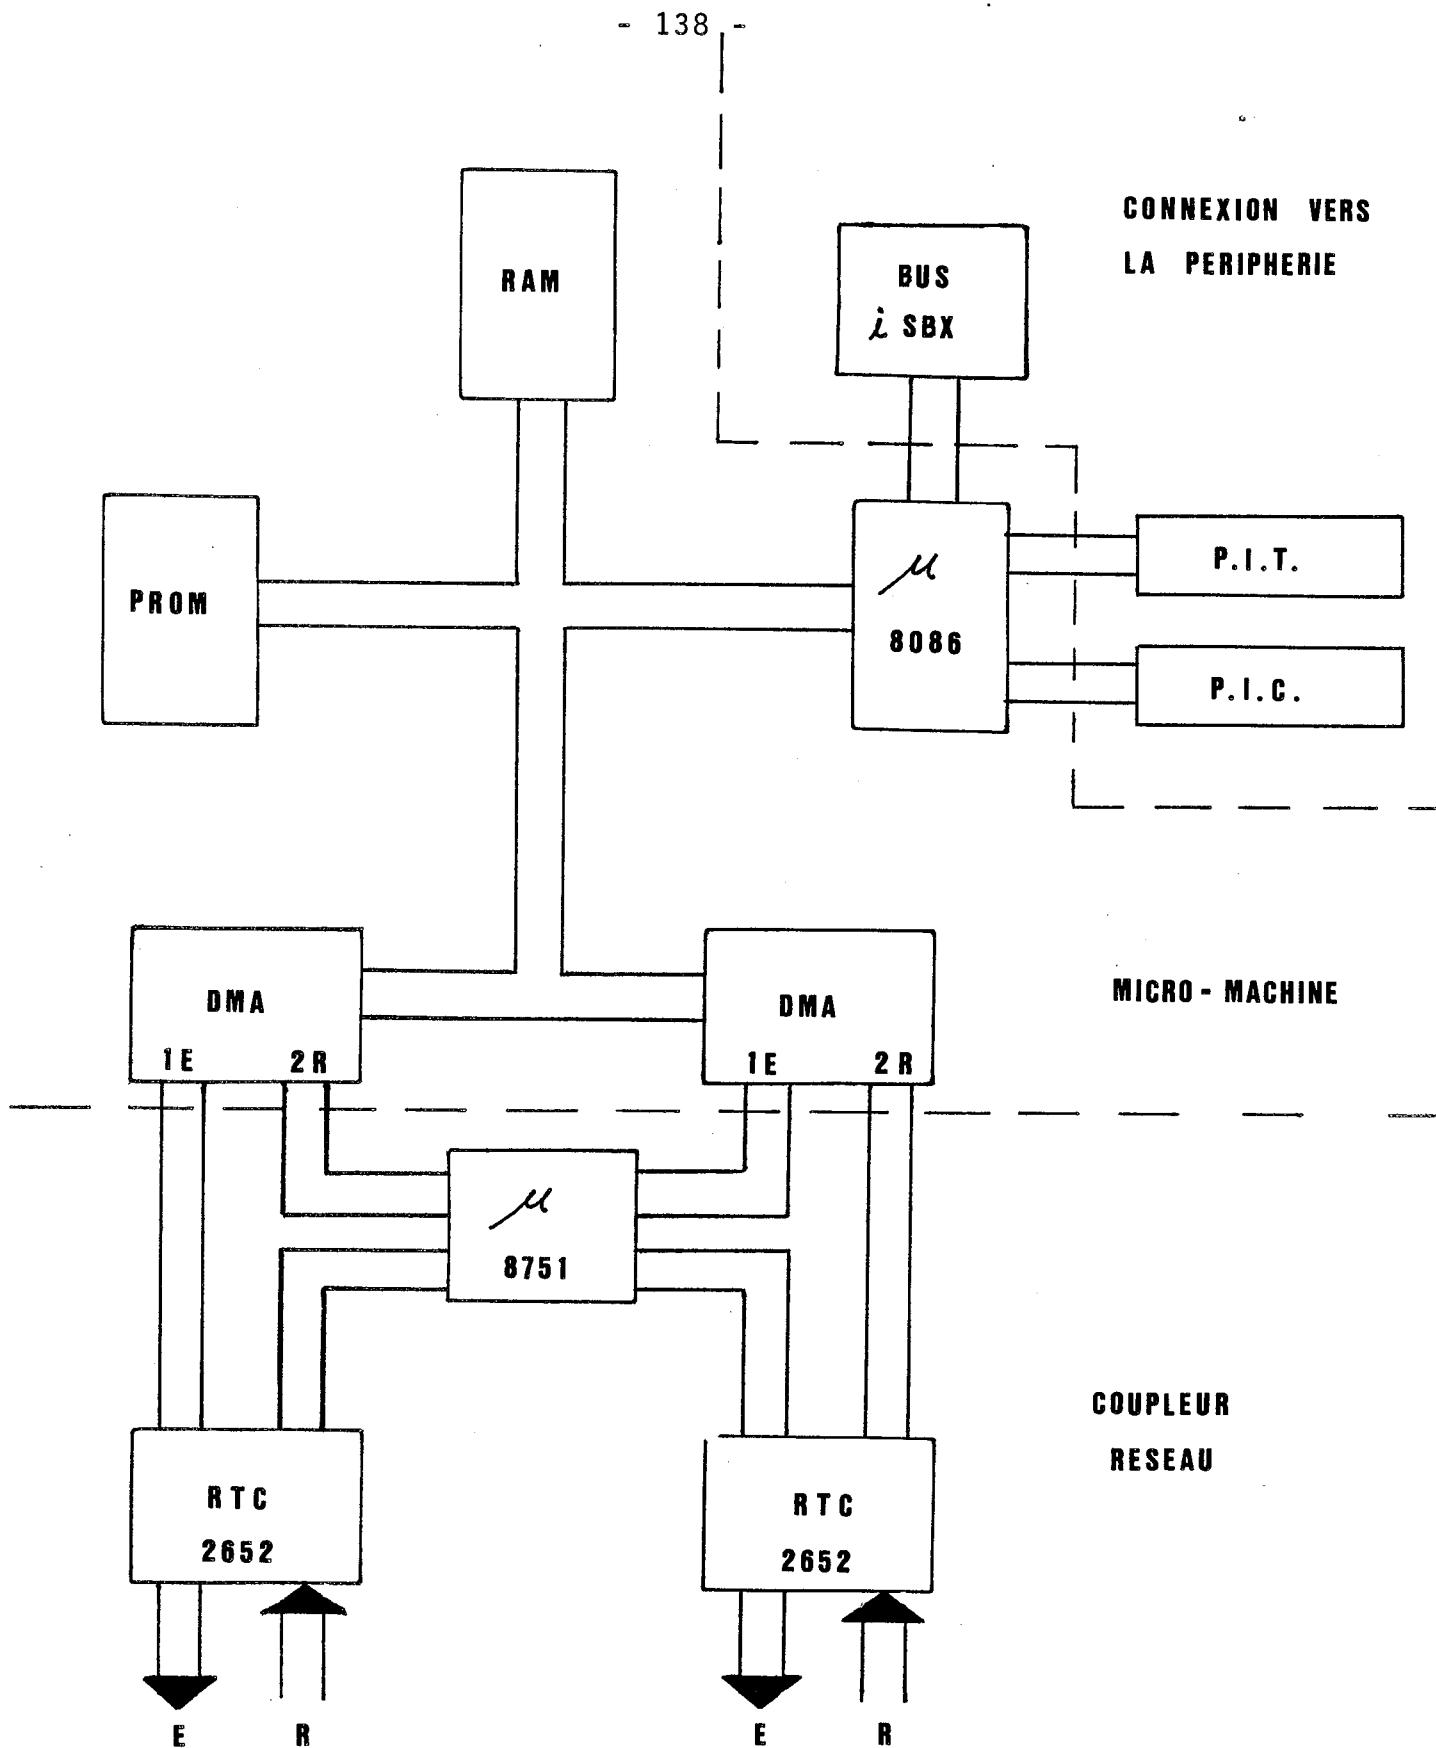 - 138 -
CONNEXION VERS
LA PERIPHERIE
RAM
BUS
i SBX
P.I.T.
μ
8086
PROM
P.I.C.
DMA
1E 2R
DMA
1E 2R
MICRO-MACHINE
μ
8751
COUPLEUR
RESEAU
RTC
2652
RTC
2652
E R
E R